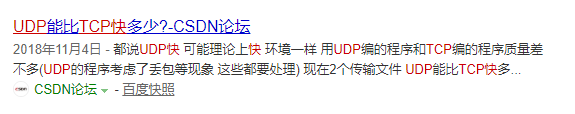 UDP能比TCP快多少?-CSDN论坛
2018年11月4日 - 都说UDP快 可能理论上快 环境一样 用UDP编的程序和TCP编的程序质量差
不多(UDP的程序考虑了丢包等现象 这些都要处理) 现在2个传输文件 UDP能比TCP快多...
CSDN论坛 - 百度快照